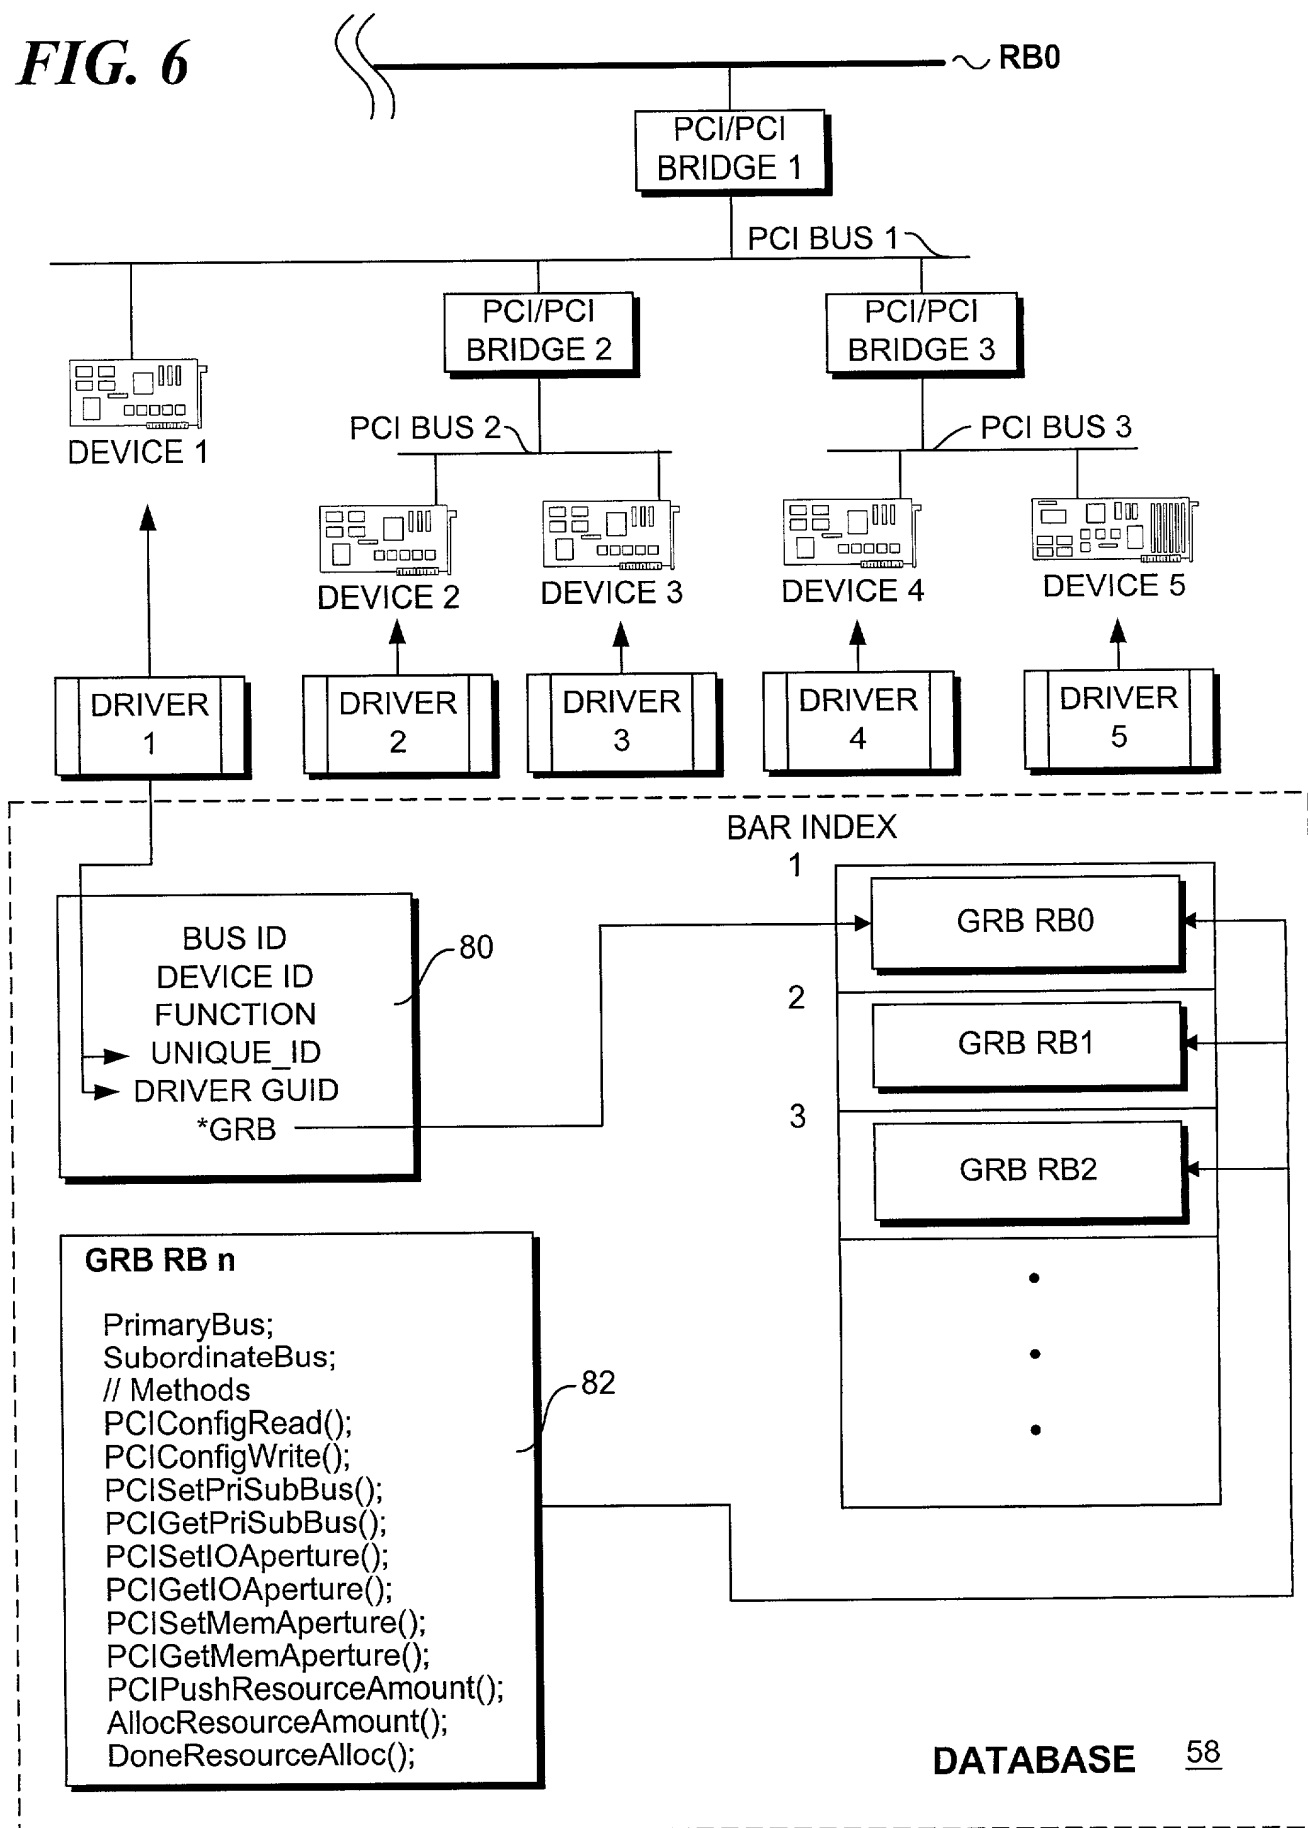 FIG. 6
RB0
PCI/PCI
BRIDGE 1
PCI BUS 1
PCI/PCI
BRIDGE 2
PCI/PCI
BRIDGE 3
DEVICE 1
PCI BUS 2
PCI BUS 3
DEVICE 2
DEVICE 3
DEVICE 4
DEVICE 5
DRIVER
1
DRIVER
2
DRIVER
3
DRIVER
4
DRIVER
5
BAR INDEX
1
GRB RB0
2
GRB RB1
3
GRB RB2
BUS ID
DEVICE ID
FUNCTION
UNIQUE_ID
DRIVER GUID
*GRB
80
GRB RB n
PrimaryBus;
SubordinateBus;
// Methods
PCIConfigRead();
PCIConfigWrite();
PCISetPriSubBus();
PCIGetPriSubBus();
PCISetIOAperture();
PCIGetIOAperture();
PCISetMemAperture();
PCIGetMemAperture();
PCIPushResourceAmount();
AllocResourceAmount();
DoneResourceAlloc();
82
DATABASE 58